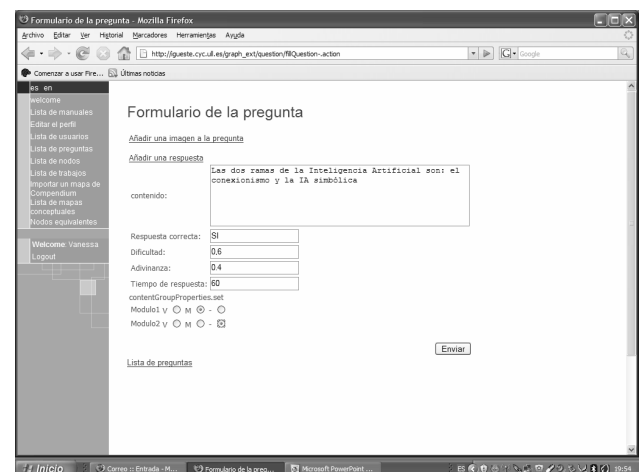 Formulario de la pregunta - Mozilla Firefox
Archivo Editar Ver Historial Marcadores Herramientas Ayuda
http://igueste.cyc.ull.es/graph_ext/question/fillQuestion-.action
Google
Comenzar a usar Fire... Últimas noticias
es en
welcome
Lista de manuales
Editar el perfil
Lista de usuarios
Lista de preguntas
Lista de nodos
Lista de trabajos
Importar un mapa de
Compendium
Lista de mapas
conceptuales
Nodos equivalentes
Welcome: Vanessa
Logout
Formulario de la pregunta
Añadir una imagen a la pregunta
Añadir una respuesta
contenido:
Las dos ramas de la Inteligencia Artificial son: el
conexionismo y la IA simbólica
Respuesta correcta: SI
Dificultad: 0.6
Adivinanza: 0.4
Tiempo de respuesta: 60
contentGroupProperties.set
Modulo1 V M -
Modulo2 V M -
Enviar
Lista de preguntas
Inicio Correo :: Entrada - M... Formulario de la preg... Microsoft PowerPoint ... ES 19:54